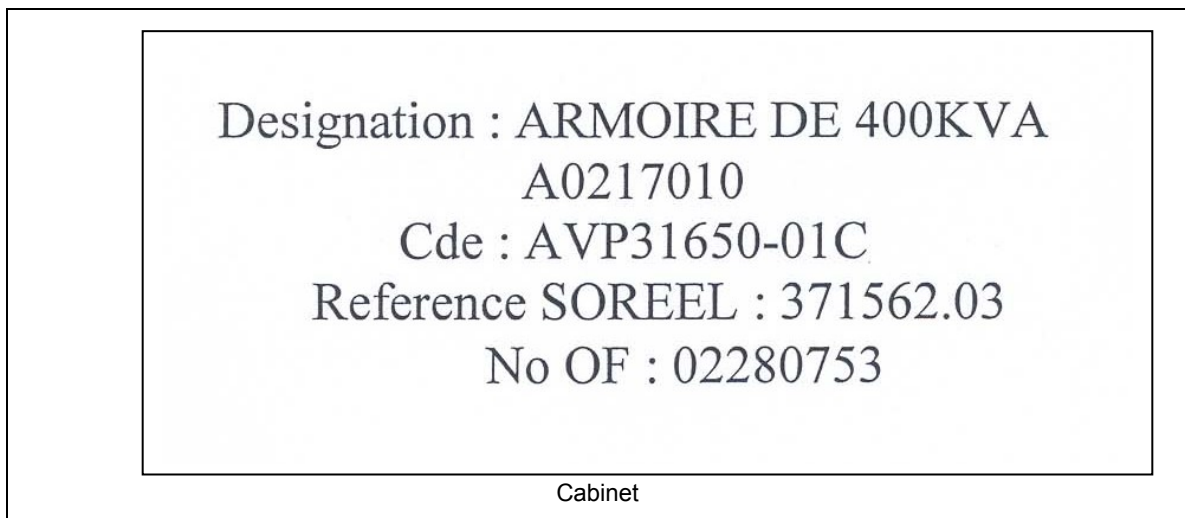 Designation : ARMOIRE DE 400KVA
A0217010
Cde : AVP31650-01C
Reference SOREEL : 371562.03
No OF : 02280753
Cabinet